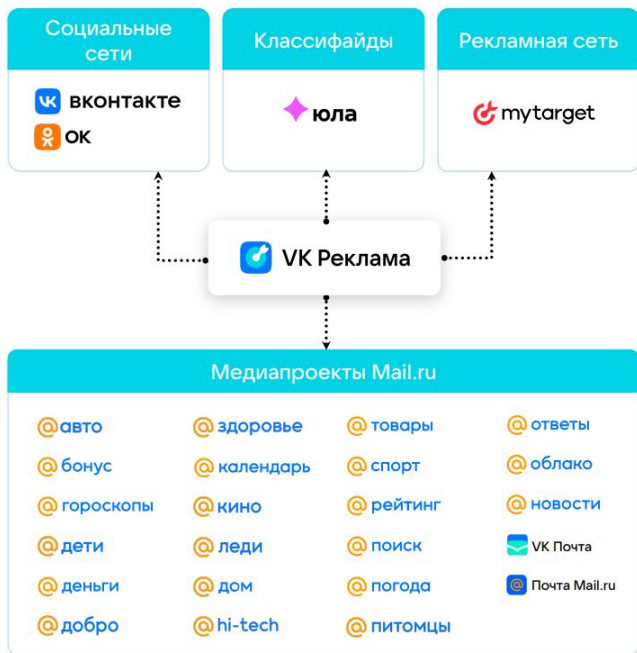 Социальные
сети
вконтакте
ок
Классифайды
юла
Рекламная сеть
mytarget
VK Реклама
Медиапроекты Mail.ru
@авто
@бонус
@гороскопы
@дети
@деньги
@добро
@здоровье
@календарь
@кино
@леди
@дом
@hi-tech
@товары
@спорт
@рейтинг
@поиск
@погода
@питомцы
@ответы
@облако
@новости
VK Почта
Почта Mail.ru